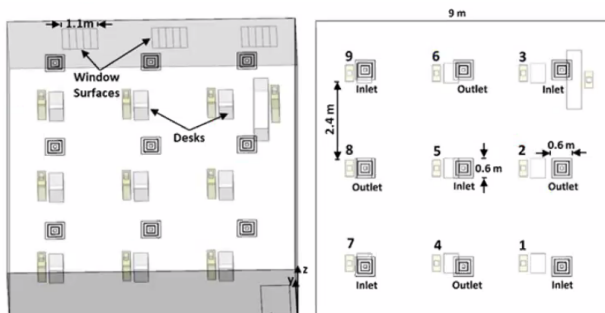 1.1m
Window
Surfaces
Desks
z
y
9 m
9
6
3
Inlet
Outlet
Inlet
2.4 m
8
5
2
0.6 m
0.6 m
Outlet
Inlet
Outlet
7
4
1
Inlet
Outlet
Inlet